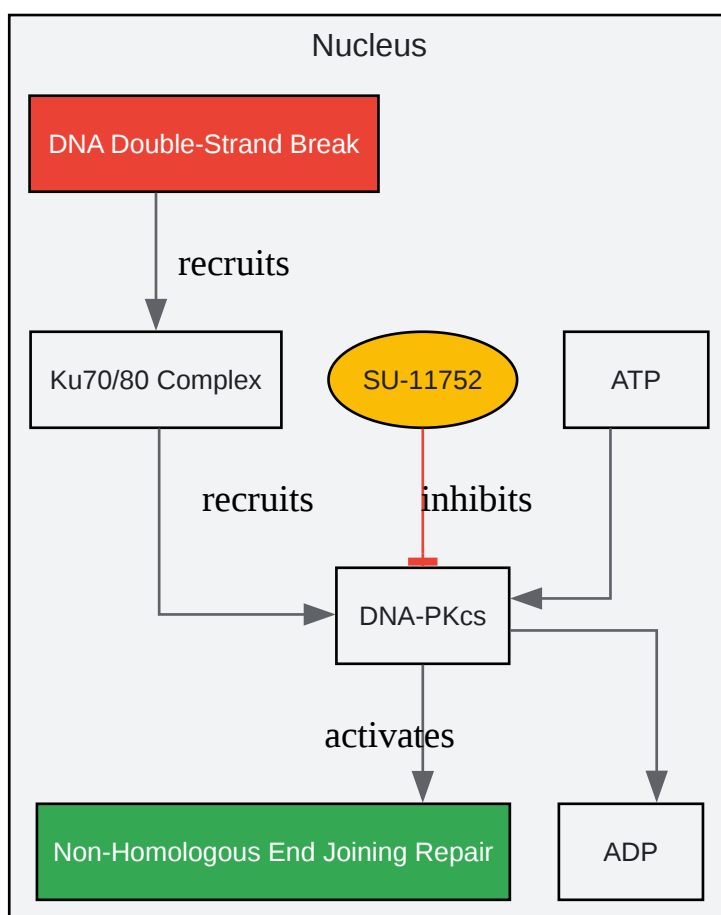 Nucleus
DNA Double-Strand Break
recruits
Ku70/80 Complex
SU-11752
ATP
recruits
inhibits
DNA-PKcs
activates
Non-Homologous End Joining Repair
ADP